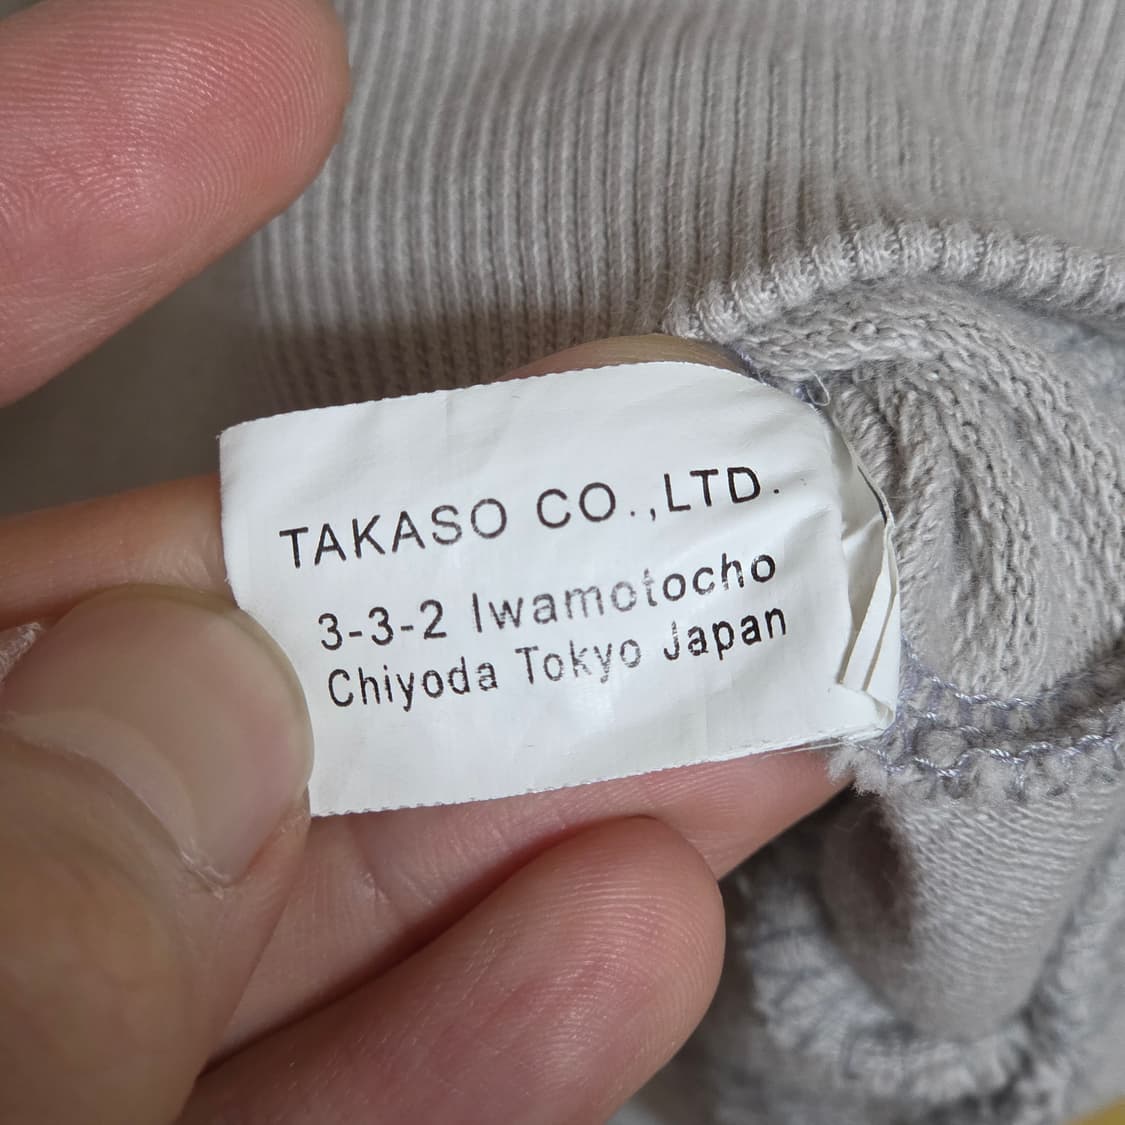 TAKASO CO.,LTD.
3-3-2 Iwamotocho
Chiyoda Tokyo Japan